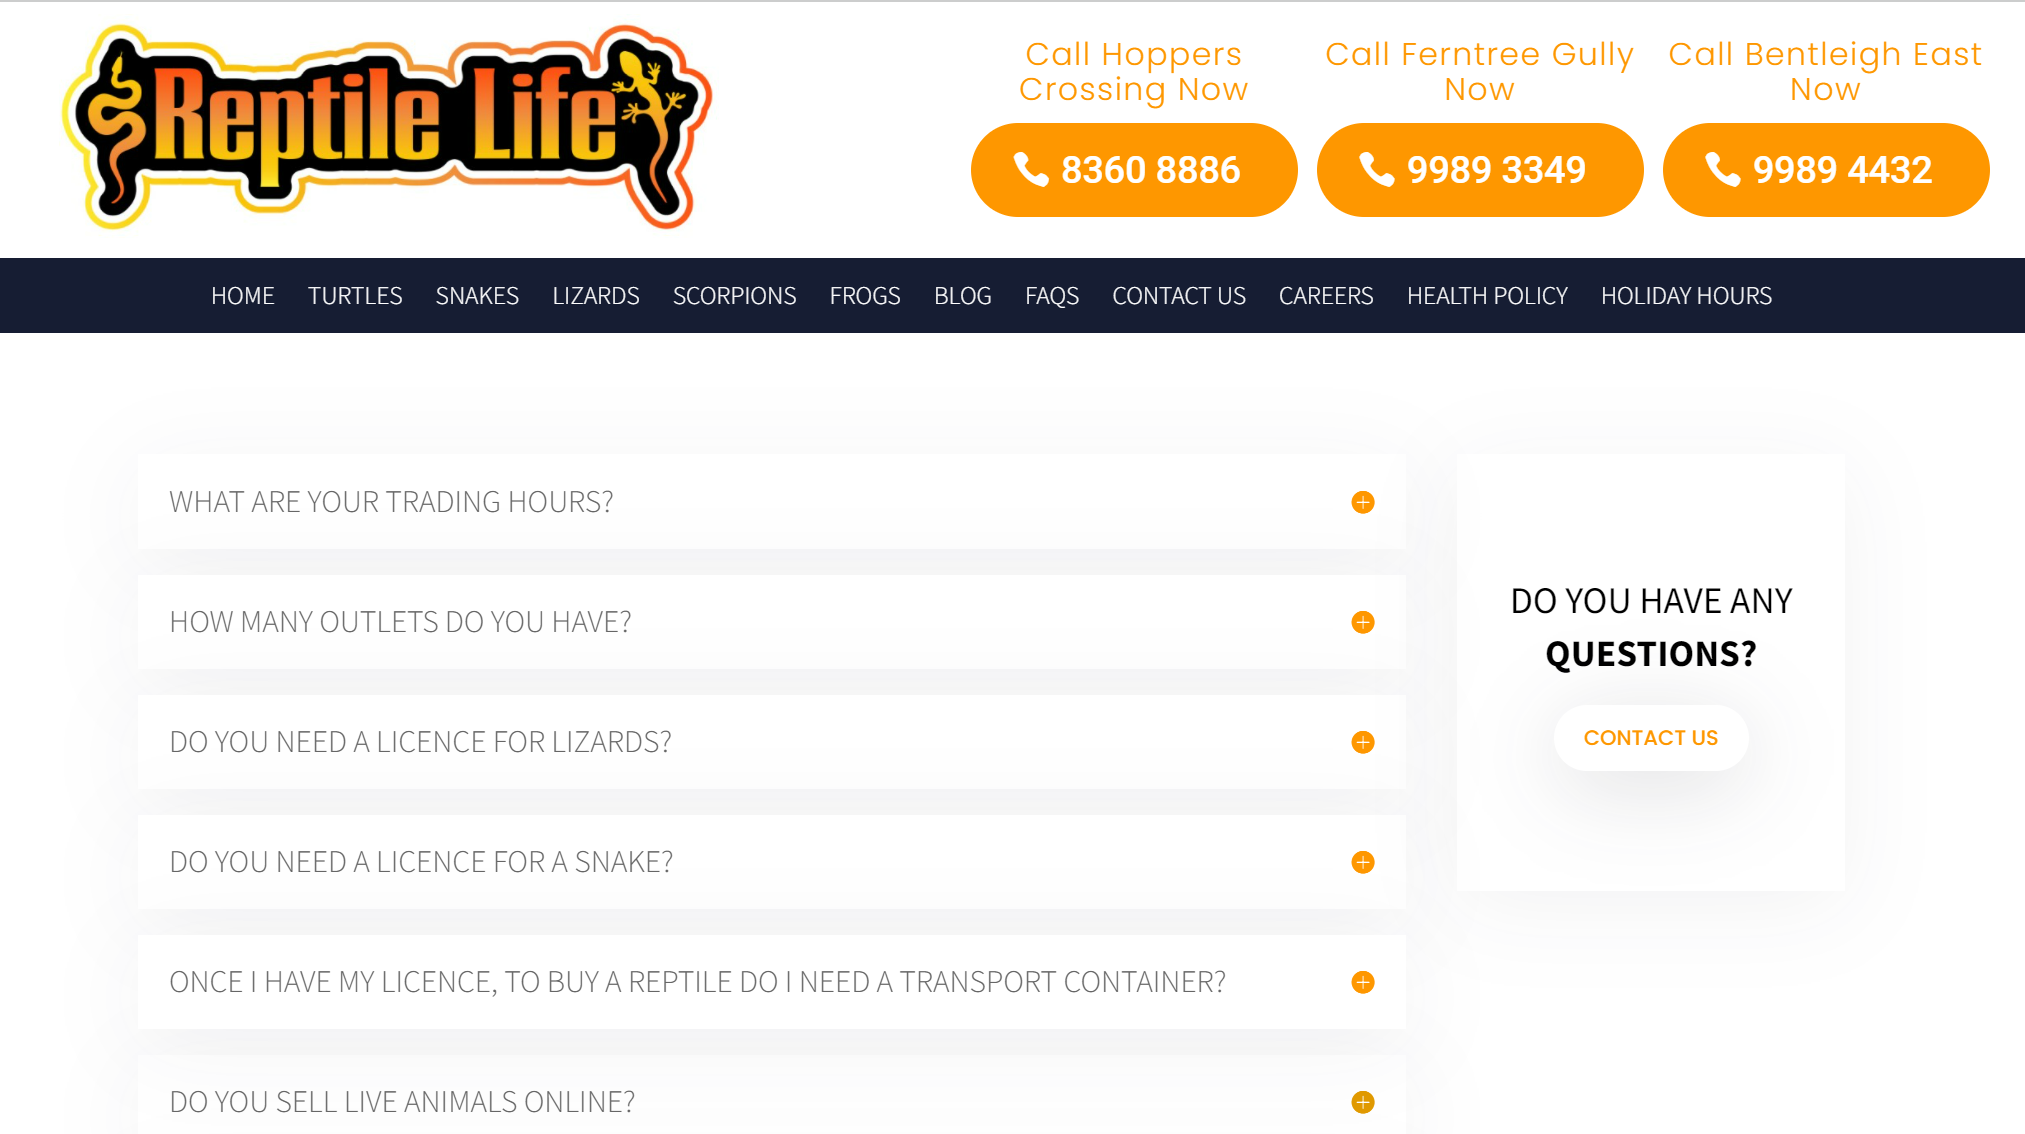 Reptile Life
Call Hoppers
Crossing Now
8360 8886
Call Ferntree Gully
Now
9989 3349
Call Bentleigh East
Now
9989 4432
HOME TURTLES SNAKES LIZARDS SCORPIONS FROGS BLOG FAQS CONTACT US CAREERS HEALTH POLICY HOLIDAY HOURS
WHAT ARE YOUR TRADING HOURS?
HOW MANY OUTLETS DO YOU HAVE?
DO YOU NEED A LICENCE FOR LIZARDS?
DO YOU NEED A LICENCE FOR A SNAKE?
ONCE I HAVE MY LICENCE, TO BUY A REPTILE DO I NEED A TRANSPORT CONTAINER?
DO YOU SELL LIVE ANIMALS ONLINE?
DO YOU HAVE ANY
QUESTIONS?
CONTACT US